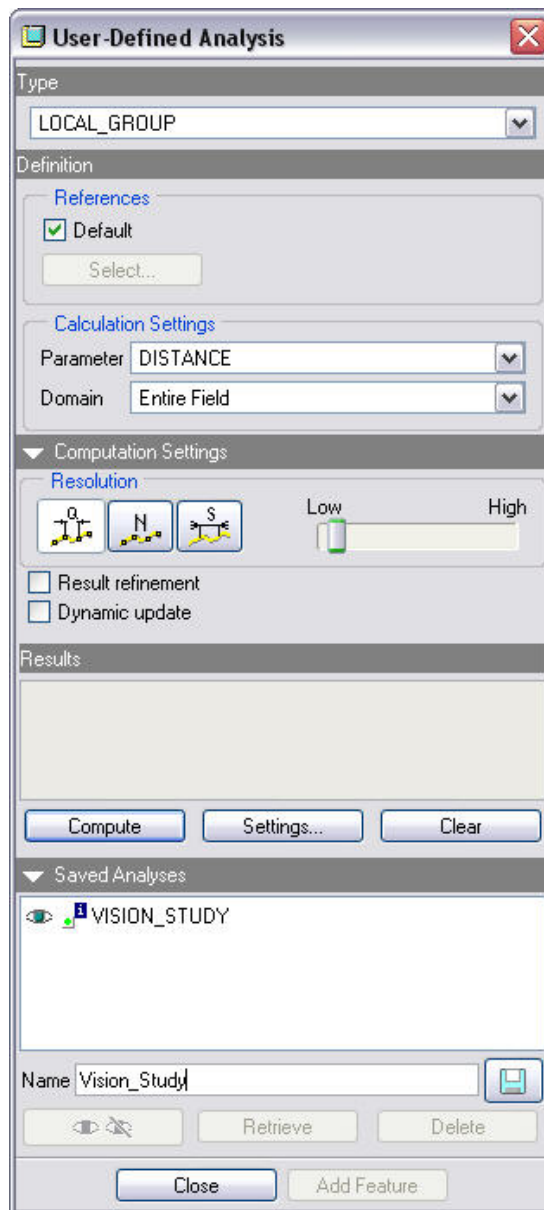 User-Defined Analysis
Type
LOCAL_GROUP
Definition
References
Default
Select...
Calculation Settings
Parameter DISTANCE
Domain Entire Field
Computation Settings
Resolution
Q N S Low High
Result refinement
Dynamic update
Results
Compute Settings... Clear
Saved Analyses
i VISION_STUDY
Name Vision_Study
Retrieve Delete
Close Add Feature